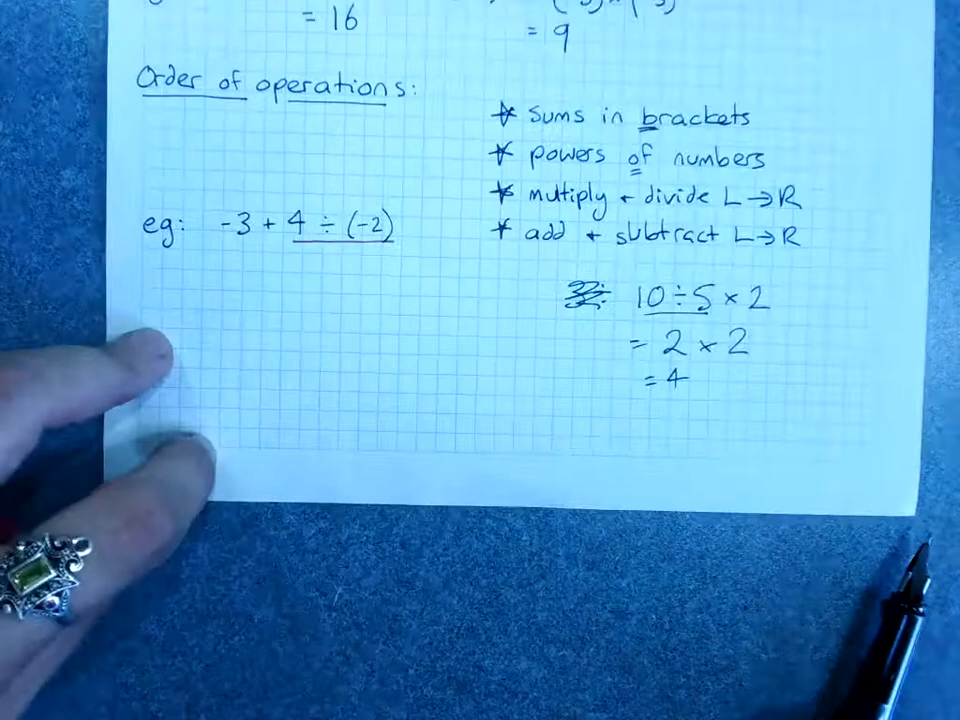 = 16
= 9
Order of operations:
* Sums in brackets
* powers of numbers
* multiply + divide L→R
eg: -3 + 4 ÷ (-2)
* add + subtract L→R
10 ÷ 5 × 2
= 2 × 2
= 4